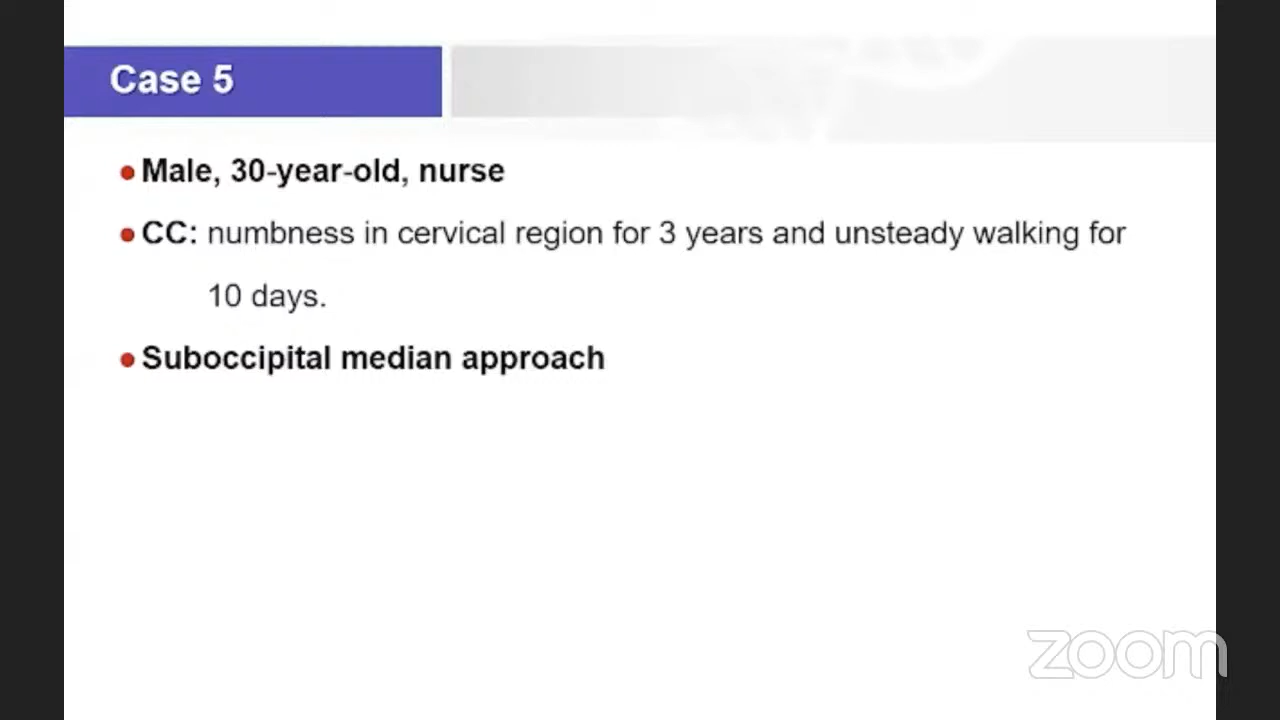 Case 5
Male, 30-year-old, nurse
CC: numbness in cervical region for 3 years and unsteady walking for
10 days.
Suboccipital median approach
zoom